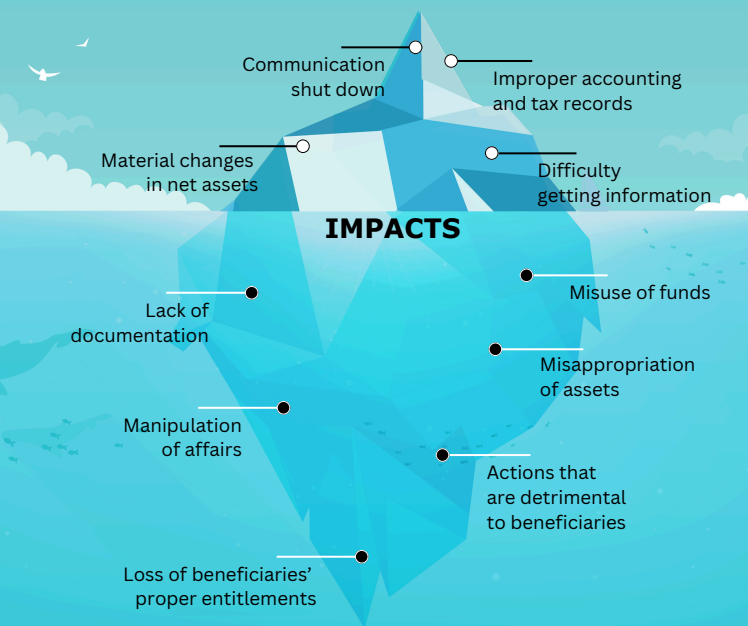 Communication
shut down
Improper accounting
and tax records
Material changes
in net assets
Difficulty
getting information
IMPACTS
Lack of
documentation
Misuse of funds
Misappropriation
of assets
Manipulation
of affairs
Actions that
are detrimental
to beneficiaries
Loss of beneficiaries’
proper entitlements